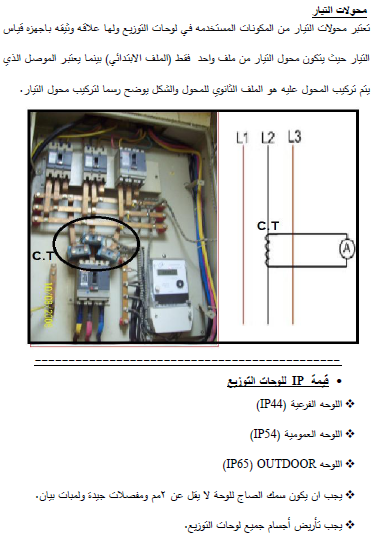 محولات التيار
تعتبر محولات التيار من المكونات المستخدمه في لوحات التوزيع ولها علاقه وثيقه باجهزه قياس
التيار حيث يتكون محول التيار من ملف واحد فقط (الملف الابتدائي) بينما يعتبر الموصل الذي
يتم تركيب المحول عليه هو الملف الثانوي للمحول والشكل يوضح رسما لتركيب محول التيار.
C.T
L1 L2 L3
C.T
A
• قيمة IP للوحات التوزيع
❖ اللوحه الفرعية (IP44)
❖ اللوحه العمومية (IP54)
❖ اللوحه OUTDOOR (IP65)
❖ يجب ان يكون سمك الصاج للوحة لا يقل عن ٢مم ومفصلات جيدة ولمبات بيان.
❖ يجب تأريض أجسام جميع لوحات التوزيع.